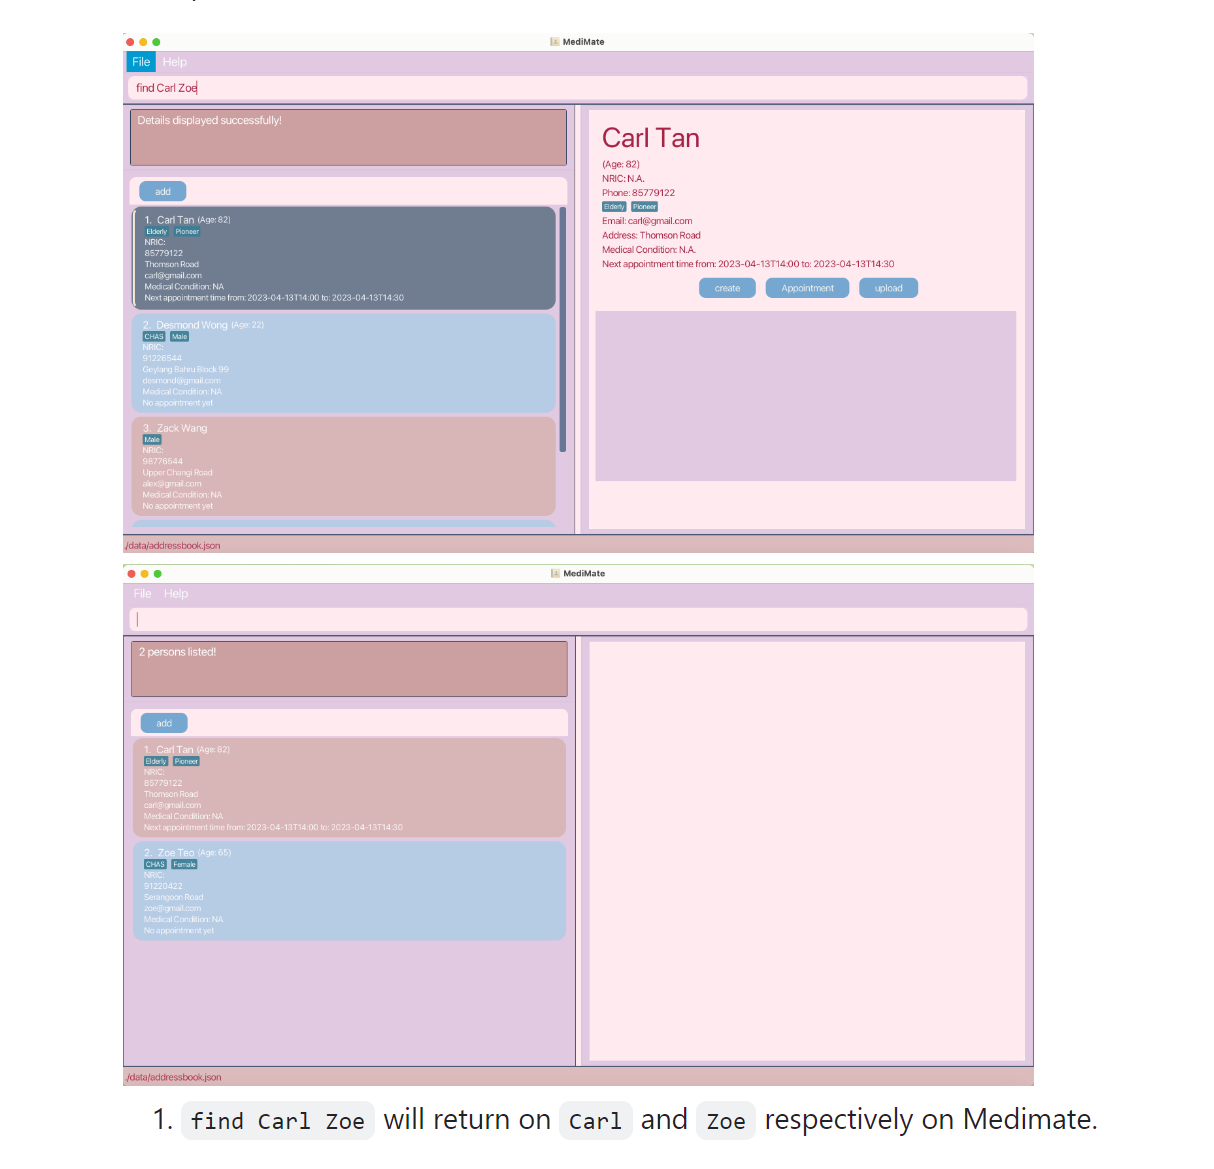 MediMate
File Help
find Carl Zoe
Details displayed successfully!
add
1. Carl Tan (Age: 82)
Elderly Pioneer
NRIC:
85779122
Thomson Road
carl@gmail.com
Medical Condition: NA
Next appointment time from: 2023-04-13T14:00 to: 2023-04-13T14:30
2. Desmond Wong (Age: 22)
CHAS Male
NRIC:
91226544
Geylang Bahru Block 99
desmond@gmail.com
Medical Condition: NA
No appointment yet
3. Zack Wang
Male
NRIC:
98776544
Upper Changi Road
alex@gmail.com
Medical Condition: NA
No appointment yet
Carl Tan
(Age: 82)
NRIC: N.A.
Phone: 85779122
Elderly Pioneer
Email: carl@gmail.com
Address: Thomson Road
Medical Condition: N.A.
Next appointment time from: 2023-04-13T14:00 to: 2023-04-13T14:30
create Appointment upload
/data/addressbook.json
MediMate
File Help
2 persons listed!
add
1. Carl Tan (Age: 82)
Elderly Pioneer
NRIC:
85779122
Thomson Road
carl@gmail.com
Medical Condition: NA
Next appointment time from: 2023-04-13T14:00 to: 2023-04-13T14:30
2. Zoe Teo (Age: 65)
CHAS Female
NRIC:
91220422
Serangoon Road
zoe@gmail.com
Medical Condition: NA
No appointment yet
/data/addressbook.json
1. find Carl Zoe will return on Carl and Zoe respectively on Medimate.